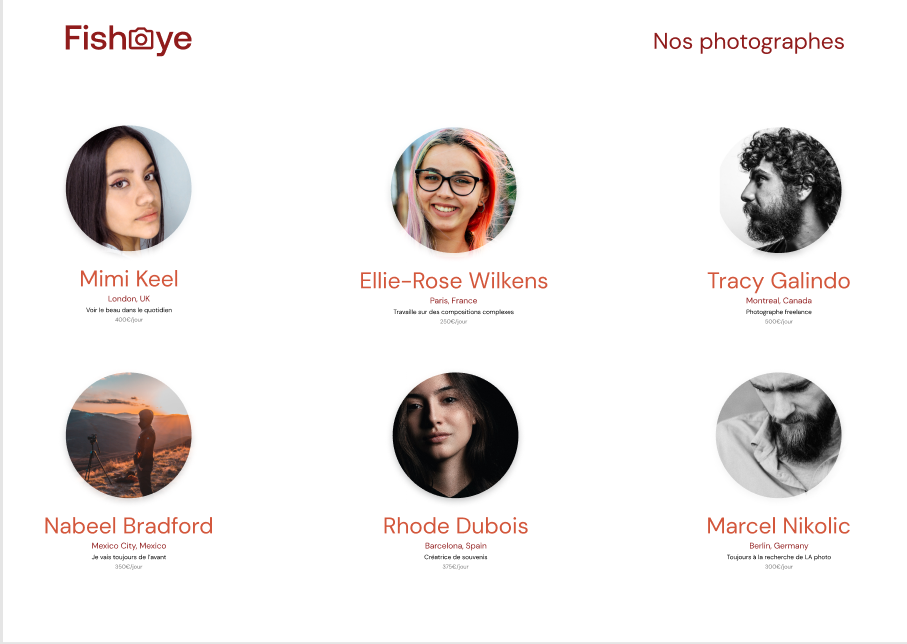 Fisheye
Nos photographes
Mimi Keel
London, UK
Voir le beau dans le quotidien
400€/jour
Ellie-Rose Wilkens
Paris, France
Travaille sur des compositions complexes
250€/jour
Tracy Galindo
Montreal, Canada
Photographe freelance
500€/jour
Nabeel Bradford
Mexico City, Mexico
Je vais toujours de l'avant
350€/jour
Rhode Dubois
Barcelona, Spain
Créatrice de souvenis
375€/jour
Marcel Nikolic
Berlin, Germany
Toujours à la recherche de LA photo
300€/jour